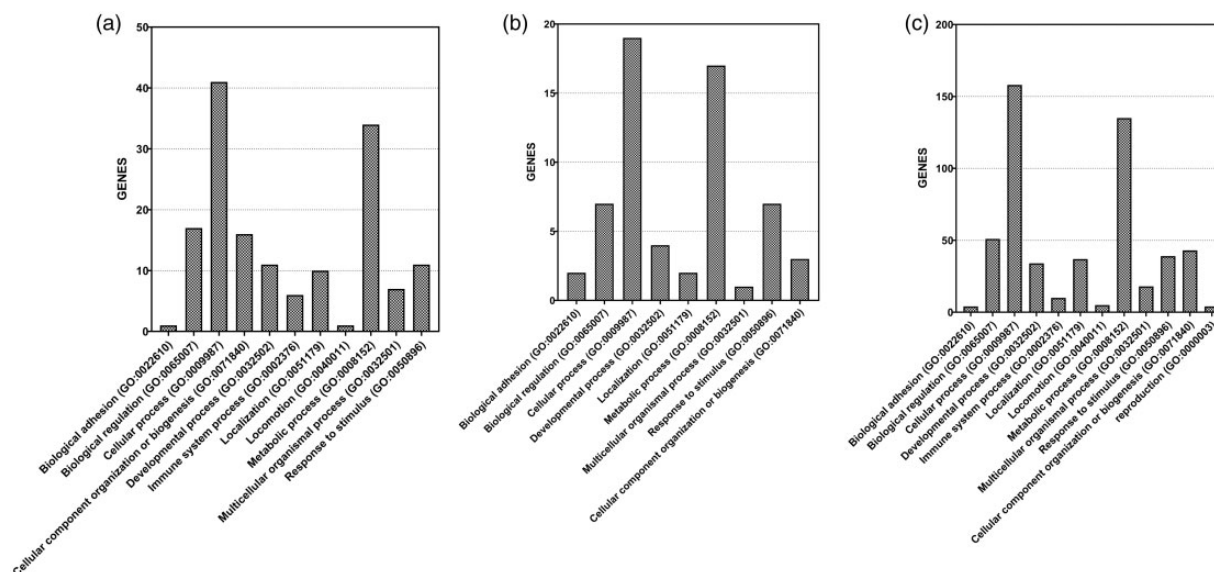 (a)
50
40
30
20
10
0
GENES
Biological adhesion (GO:0022610)
Biological regulation (GO:0065007)
Cellular process (GO:0009987)
Cellular component organization or biogenesis (GO:0071840)
Developmental process (GO:0032502)
Immune system process (GO:0002376)
Localization (GO:0051179)
Locomotion (GO:0040011)
Metabolic process (GO:0008152)
Multicellular organismal process (GO:0032501)
Response to stimulus (GO:0050896)
(b)
20
15
10
5
0
GENES
Biological adhesion (GO:0022610)
Biological regulation (GO:0065007)
Cellular process (GO:0009987)
Developmental process (GO:0032502)
Localization (GO:0051179)
Metabolic process (GO:0008152)
Multicellular organismal process (GO:0032501)
Response to stimulus (GO:0050896)
Cellular component organization or biogenesis (GO:0071840)
(c)
200
150
100
50
0
GENES
Biological adhesion (GO:0022610)
Biological regulation (GO:0065007)
Cellular process (GO:0009987)
Developmental process (GO:0032502)
Immune system process (GO:0002376)
Localization (GO:0051179)
Locomotion (GO:0040011)
Metabolic process (GO:0008152)
Multicellular organismal process (GO:0032501)
Response to stimulus (GO:0050896)
Cellular component organization or biogenesis (GO:0071840)
reproduction (GO:0000003)